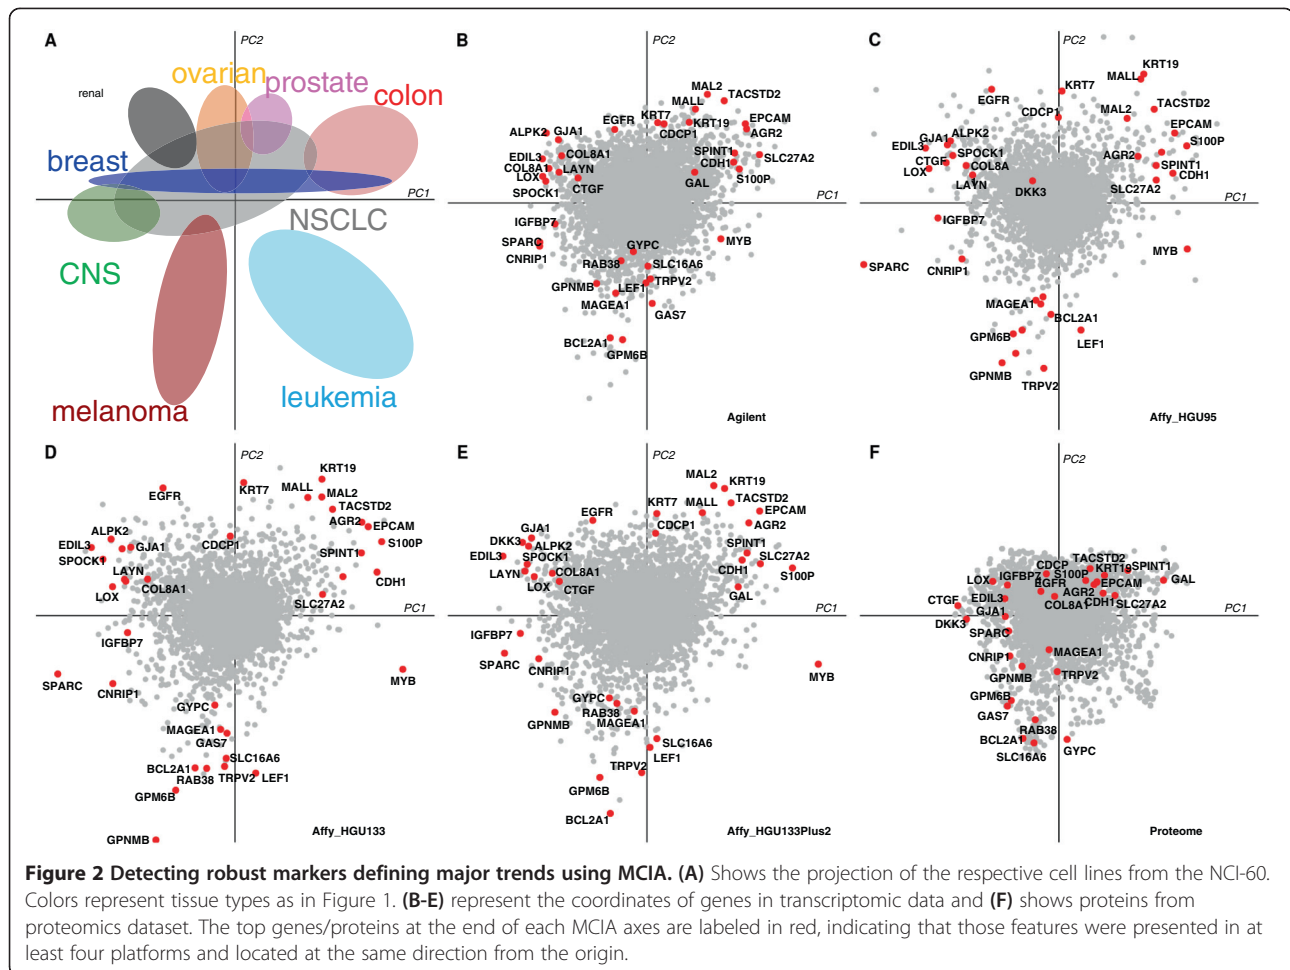 A
PC2
ovarian
prostate
renal
colon
breast
PC1
NSCLC
CNS
melanoma
leukemia
B
PC2
MAL2
TACSTD2
MALL
EGFR
KRT7
KRT19
EPCAM
ALPK2
GJA1
CDCP1
AGR2
EDIL3
COL8A1
SPINT1
SLC27A2
COL8A1
LAYN
CDH1
LOX
GAL
S100P
SPOCK1
CTGF
PC1
IGFBP7
SPARC
GYPC
MYB
CNRIP1
RAB38
SLC16A6
GPNMB
LEF1
TRPV2
MAGEA1
GAS7
BCL2A1
GPM6B
Agilent
C
PC2
KRT19
MALL
EGFR
KRT7
CDCP1
MAL2
TACSTD2
EPCAM
GJA1
ALPK2
S100P
EDIL3
SPOCK1
AGR2
CTGF
COL8A
SPINT1
LOX
CDH1
LAYN
DKK3
SLC27A2
PC1
IGFBP7
MYB
SPARC
CNRIP1
MAGEA1
BCL2A1
GPM6B
LEF1
GPNMB
TRPV2
Affy_HGU95
D
PC2
KRT19
EGFR
KRT7
MALL
MAL2
TACSTD2
AGR2
EPCAM
ALPK2
CDCP1
S100P
EDIL3
GJA1
SPINT1
SPOCK1
LAYN
COL8A1
CDH1
LOX
SLC27A2
PC1
IGFBP7
SPARC
CNRIP1
MYB
GYPC
MAGEA1
GAS7
SLC16A6
BCL2A1
RAB38
TRPV2
LEF1
GPM6B
GPNMB
Affy_HGU133
E
PC2
MAL2
KRT19
KRT7
MALL
TACSTD2
EGFR
EPCAM
GJA1
CDCP1
AGR2
DKK3
ALPK2
SPINT1
EDIL3
SPOCK1
SLC27A2
LAYN
COL8A1
CDH1
S100P
LOX
CTGF
GAL
PC1
IGFBP7
SPARC
CNRIP1
MYB
GYPC
RAB38
GPNMB
MAGEA1
SLC16A6
LEF1
TRPV2
GPM6B
BCL2A1
Affy_HGU133Plus2
F
PC2
TACSTD2
CDCP
KRT19
SPINT1
LOX
IGFBP7
S100P
EGFR
EPCAM
GAL
AGR2
CTGF
EDIL3
COL8A1
CDH1
SLC27A2
GJA1
PC1
DKK3
SPARC
CNRIP1
MAGEA1
GPNMB
TRPV2
GPM6B
GAS7
RAB38
BCL2A1
GYPC
SLC16A6
Proteome
Figure 2 Detecting robust markers defining major trends using MCIA. (A) Shows the projection of the respective cell lines from the NCI-60.
Colors represent tissue types as in Figure 1. (B-E) represent the coordinates of genes in transcriptomic data and (F) shows proteins from
proteomics dataset. The top genes/proteins at the end of each MCIA axes are labeled in red, indicating that those features were presented in at
least four platforms and located at the same direction from the origin.